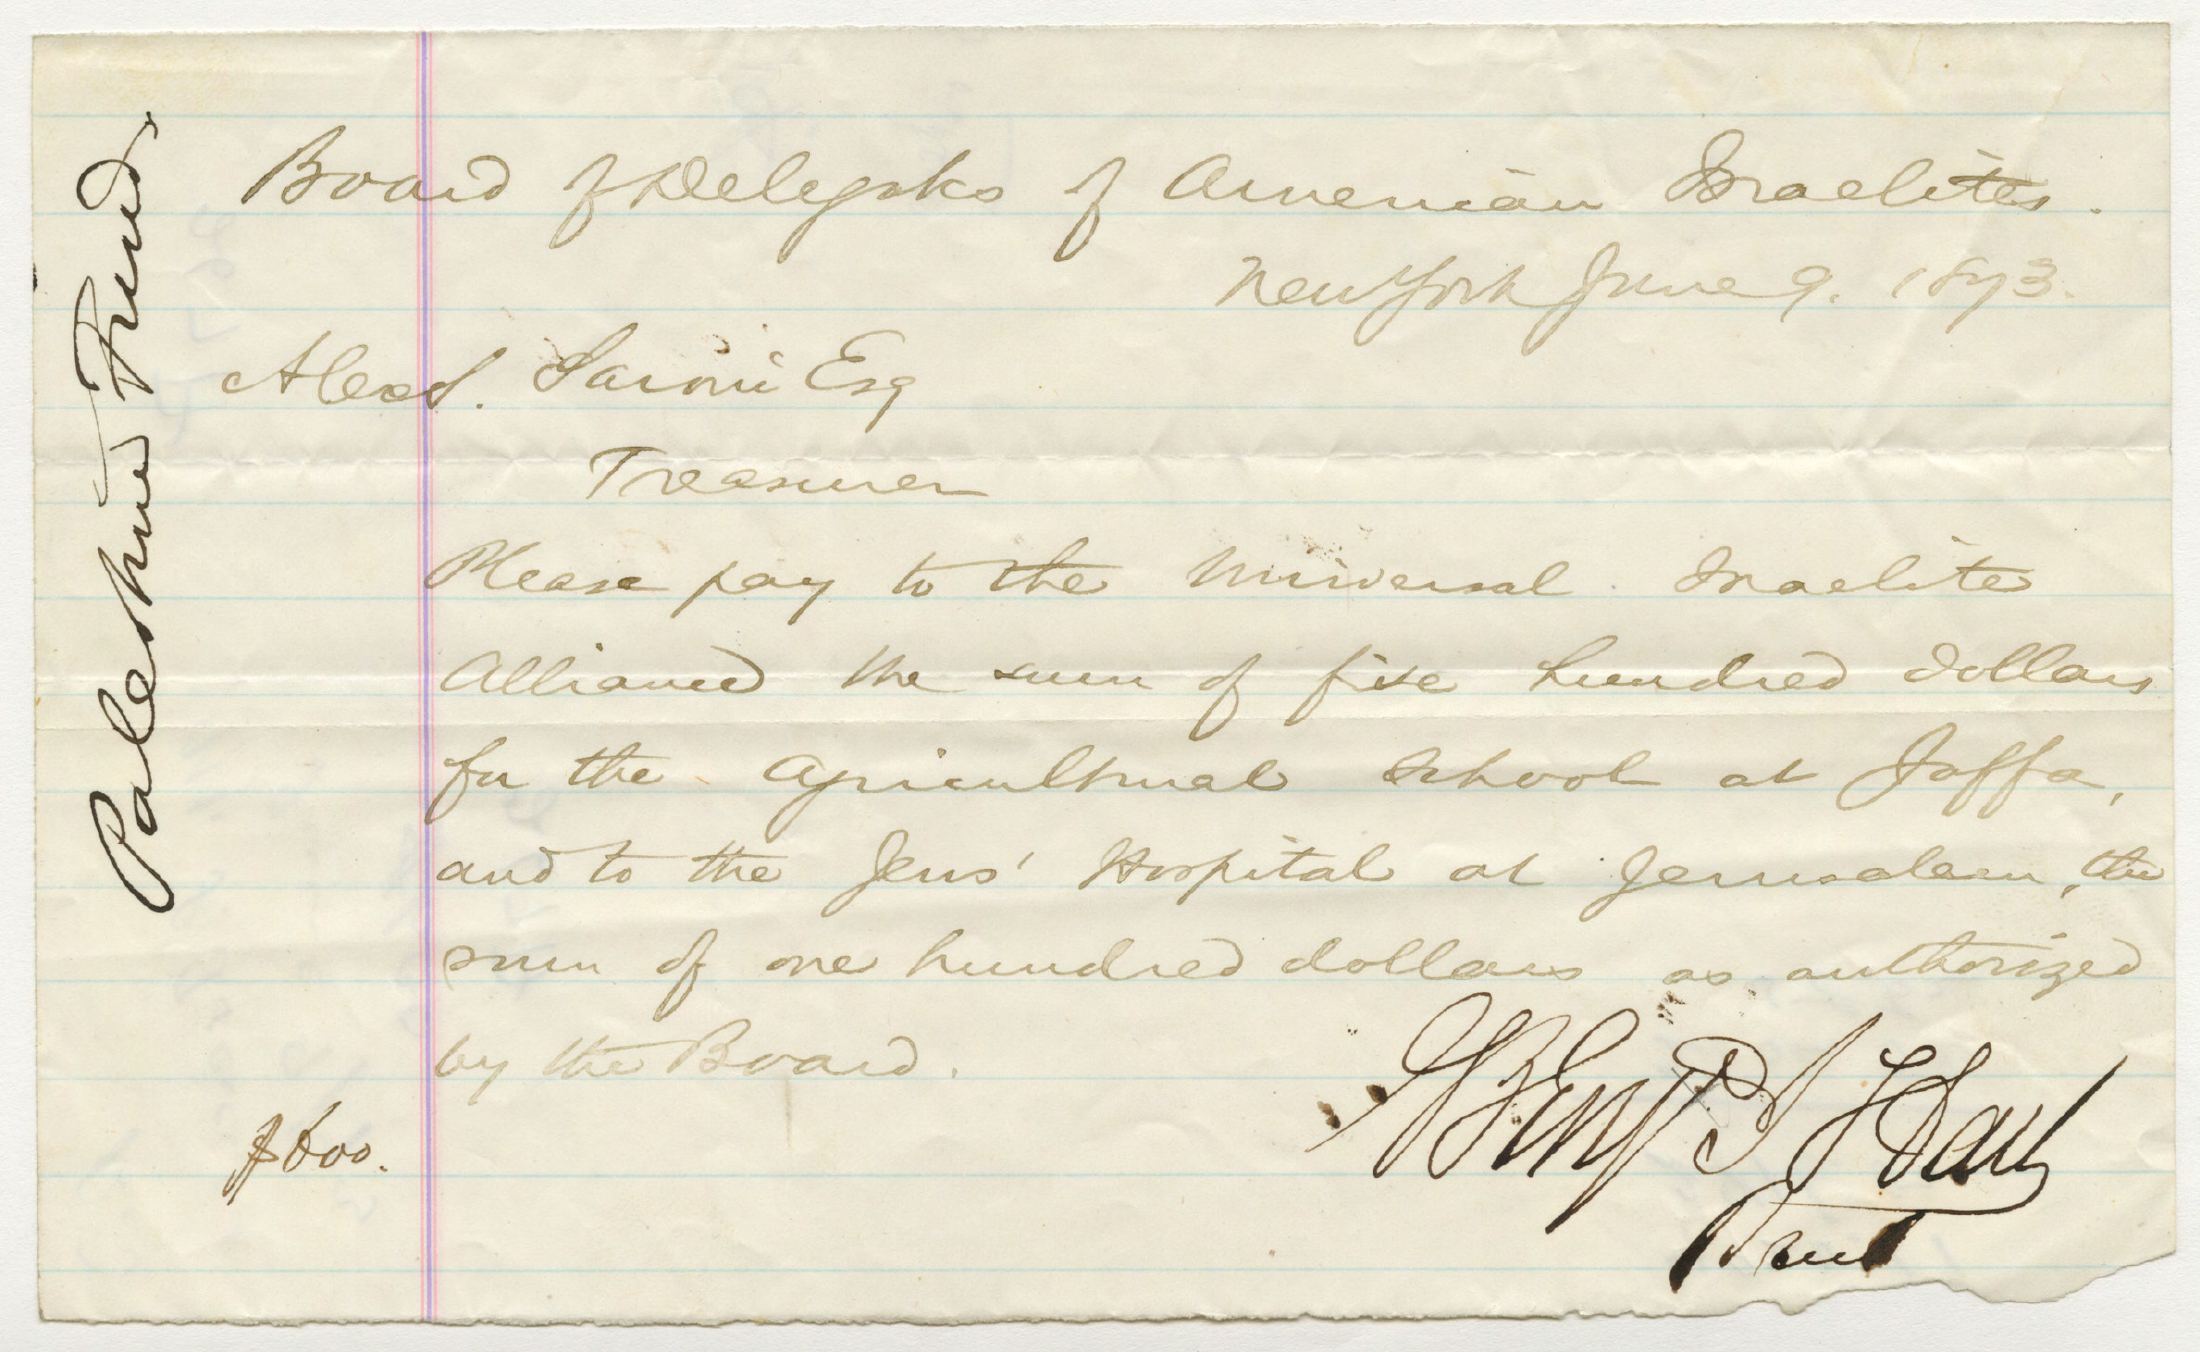 Palestine Fund
Board of Delegates of American Israelites.
New York June 9. 1873.
Alexd. Saroni Esq
Treasurer
Please pay to the Universal Israelite
Alliance the sum of five hundred dollars
for the Agricultural School at Jaffa,
and to the Jews' Hospital at Jerusalem, the
sum of one hundred dollars as authorized
by the Board.
$600.
Prest